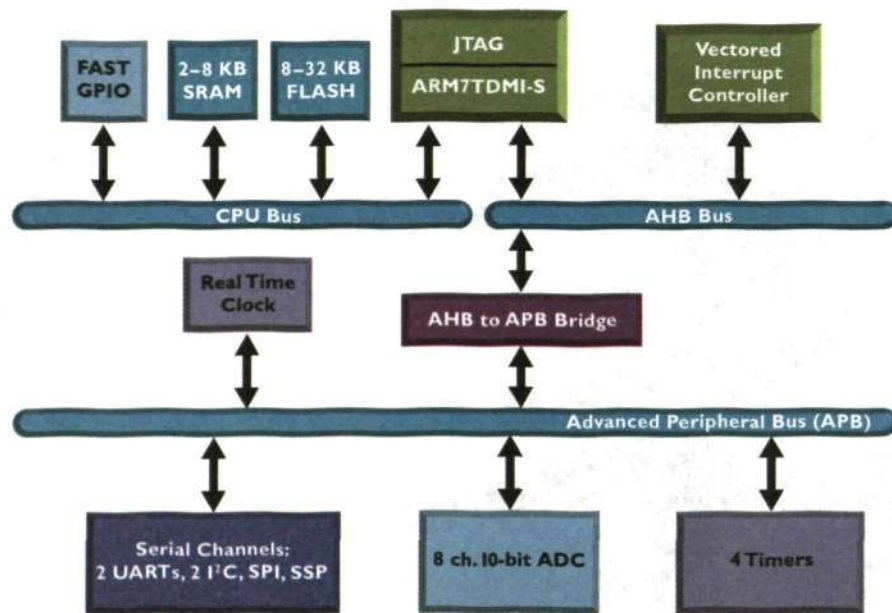 FAST
GPIO
2–8 KB
SRAM
8–32 KB
FLASH
JTAG
ARM7TDMI-S
Vectored
Interrupt
Controller
CPU Bus
AHB Bus
Real Time
Clock
AHB to APB Bridge
Advanced Peripheral Bus (APB)
Serial Channels:
2 UARTs, 2 I²C, SPI, SSP
8 ch. 10-bit ADC
4 Timers